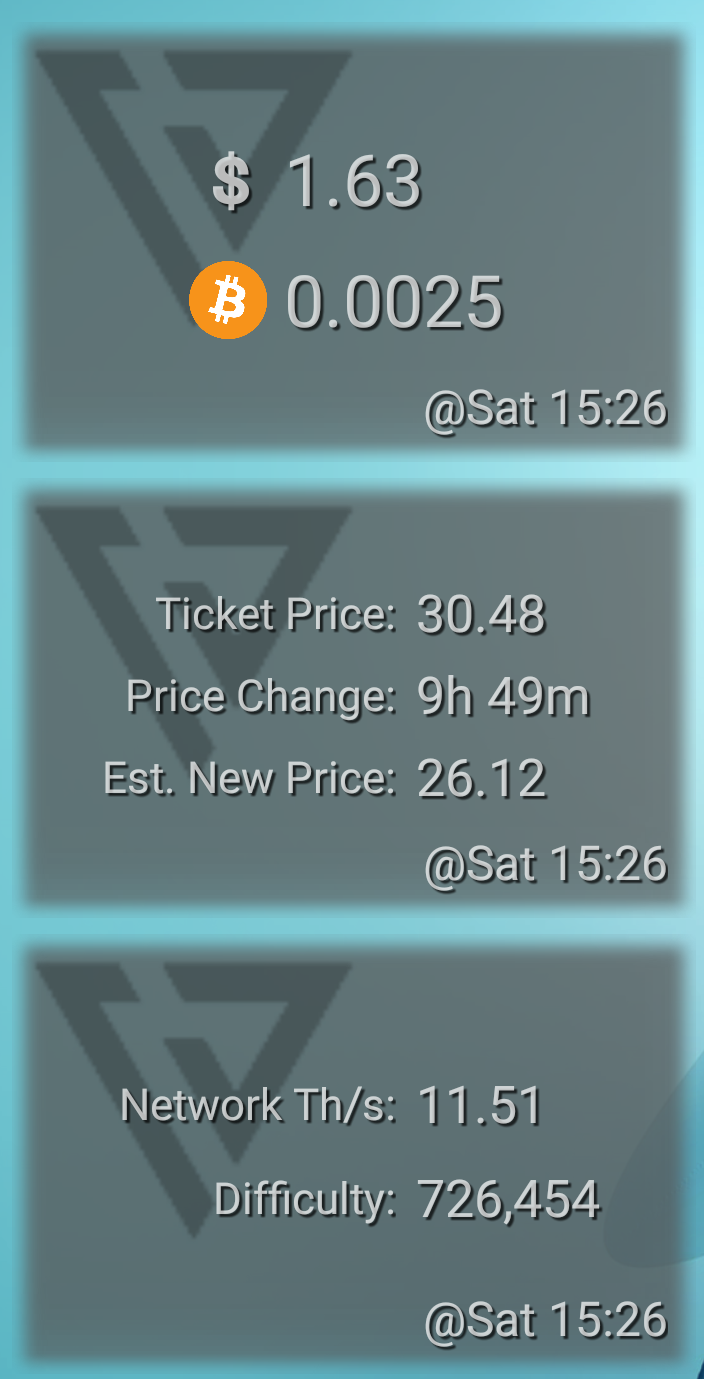 $ 1.63
₿ 0.0025
@Sat 15:26
Ticket Price: 30.48
Price Change: 9h 49m
Est. New Price: 26.12
@Sat 15:26
Network Th/s: 11.51
Difficulty: 726,454
@Sat 15:26